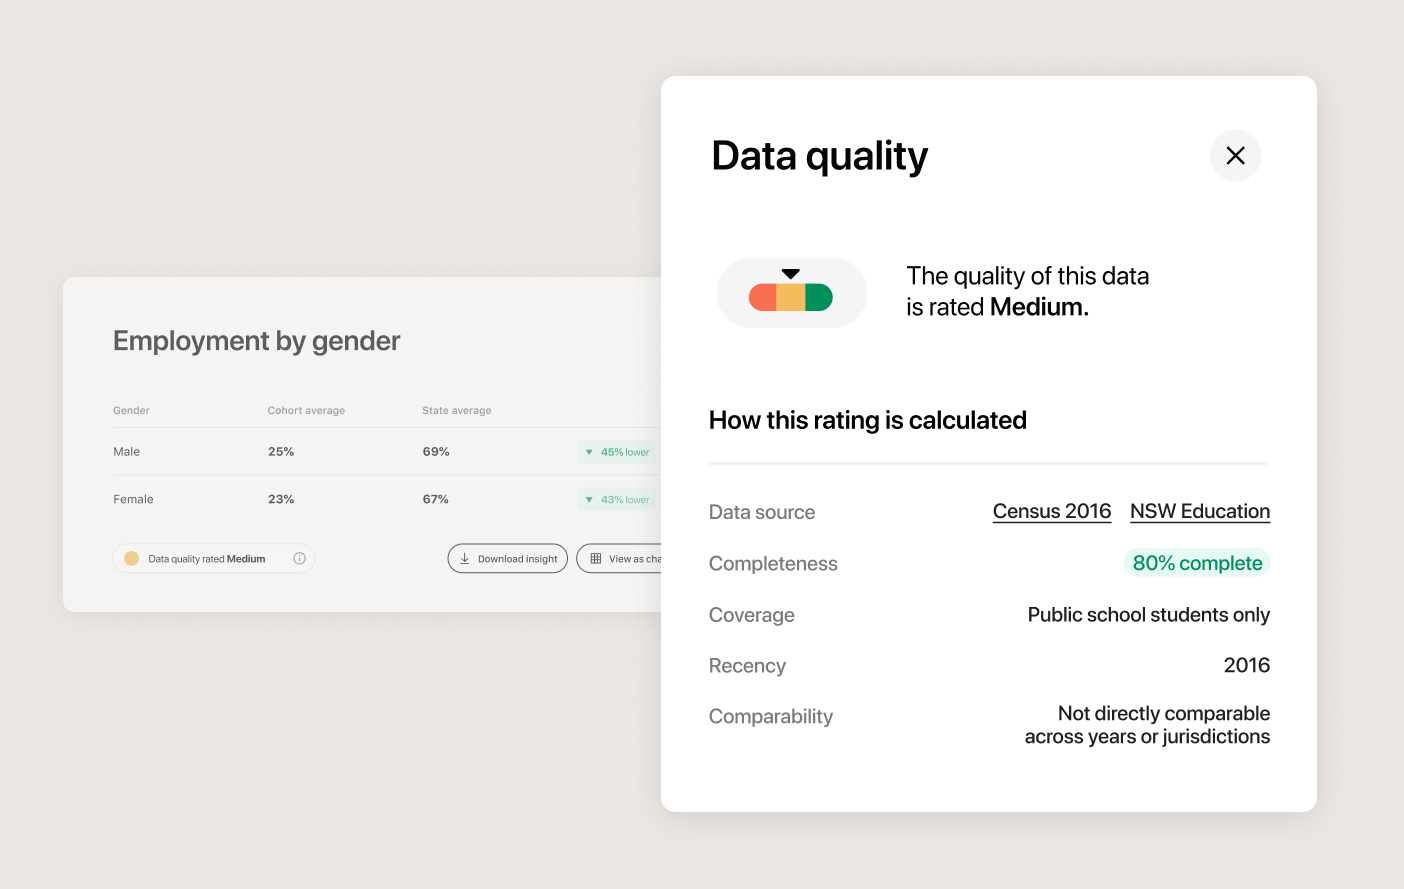 Employment by gender
Gender Cohort average State average
Male 25% 69% 45% lower
Female 23% 67% 43% lower
Data quality rated Medium Download insight View as cha
Data quality
The quality of this data
is rated Medium.
How this rating is calculated
Data source Census 2016 NSW Education
Completeness 80% complete
Coverage Public school students only
Recency 2016
Comparability Not directly comparable
across years or jurisdictions